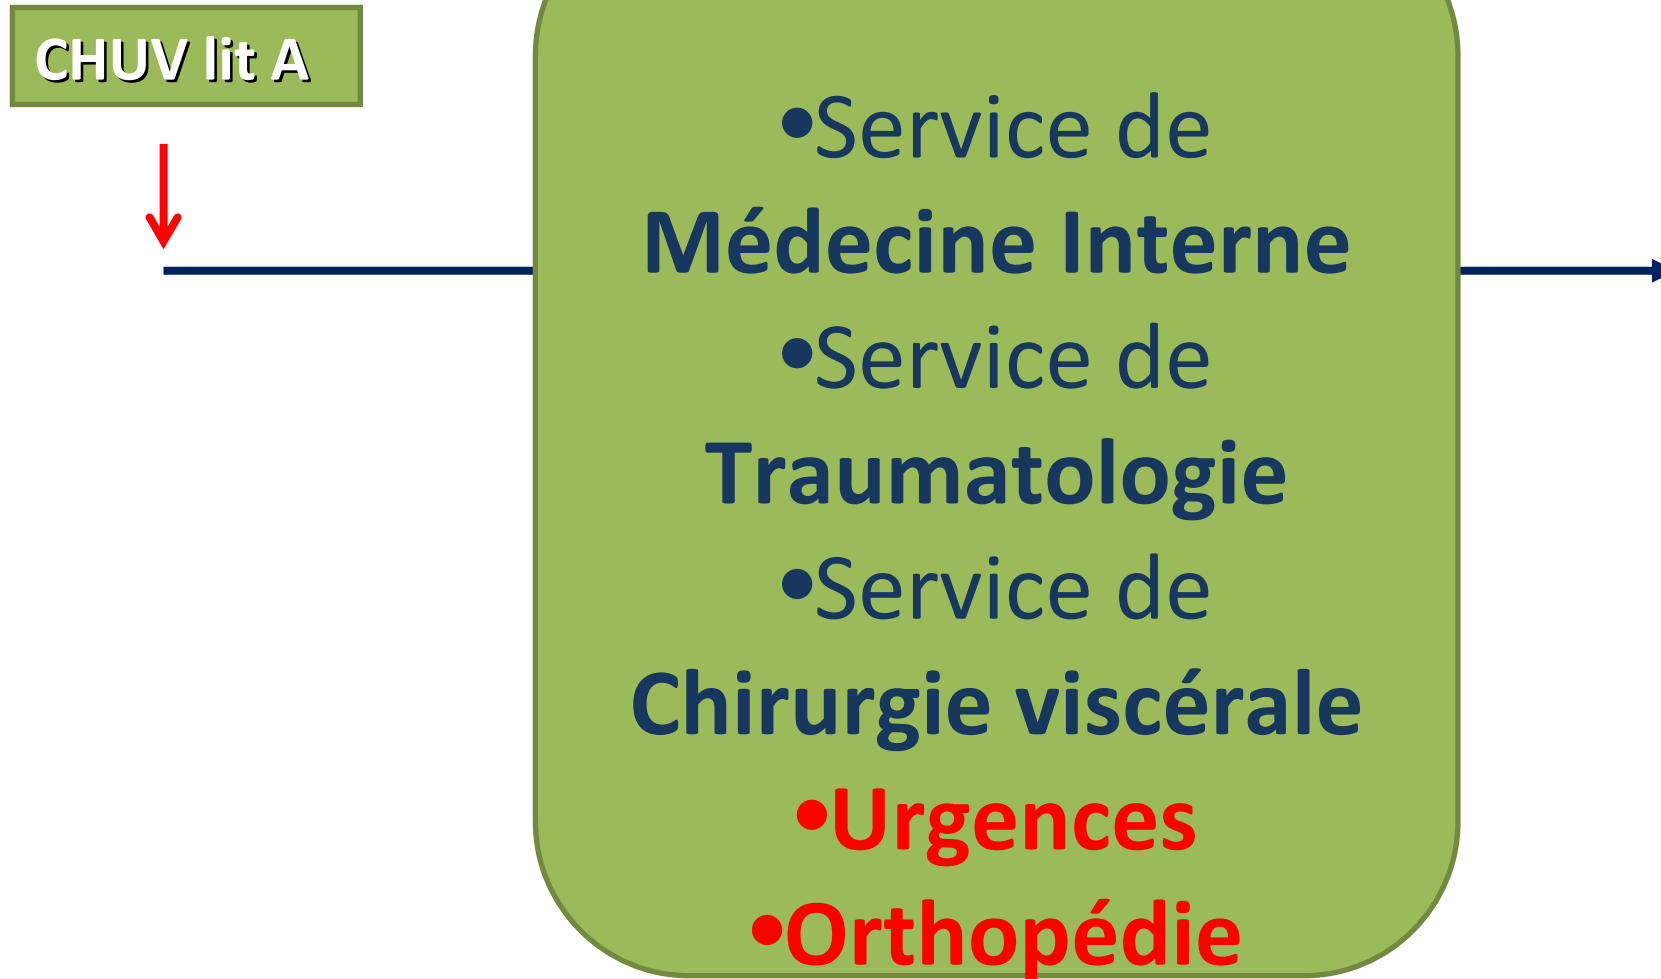 CHUV lit A
•Service de
Médecine Interne
•Service de
Traumatologie
•Service de
Chirurgie viscérale
•Urgences
•Orthopédie